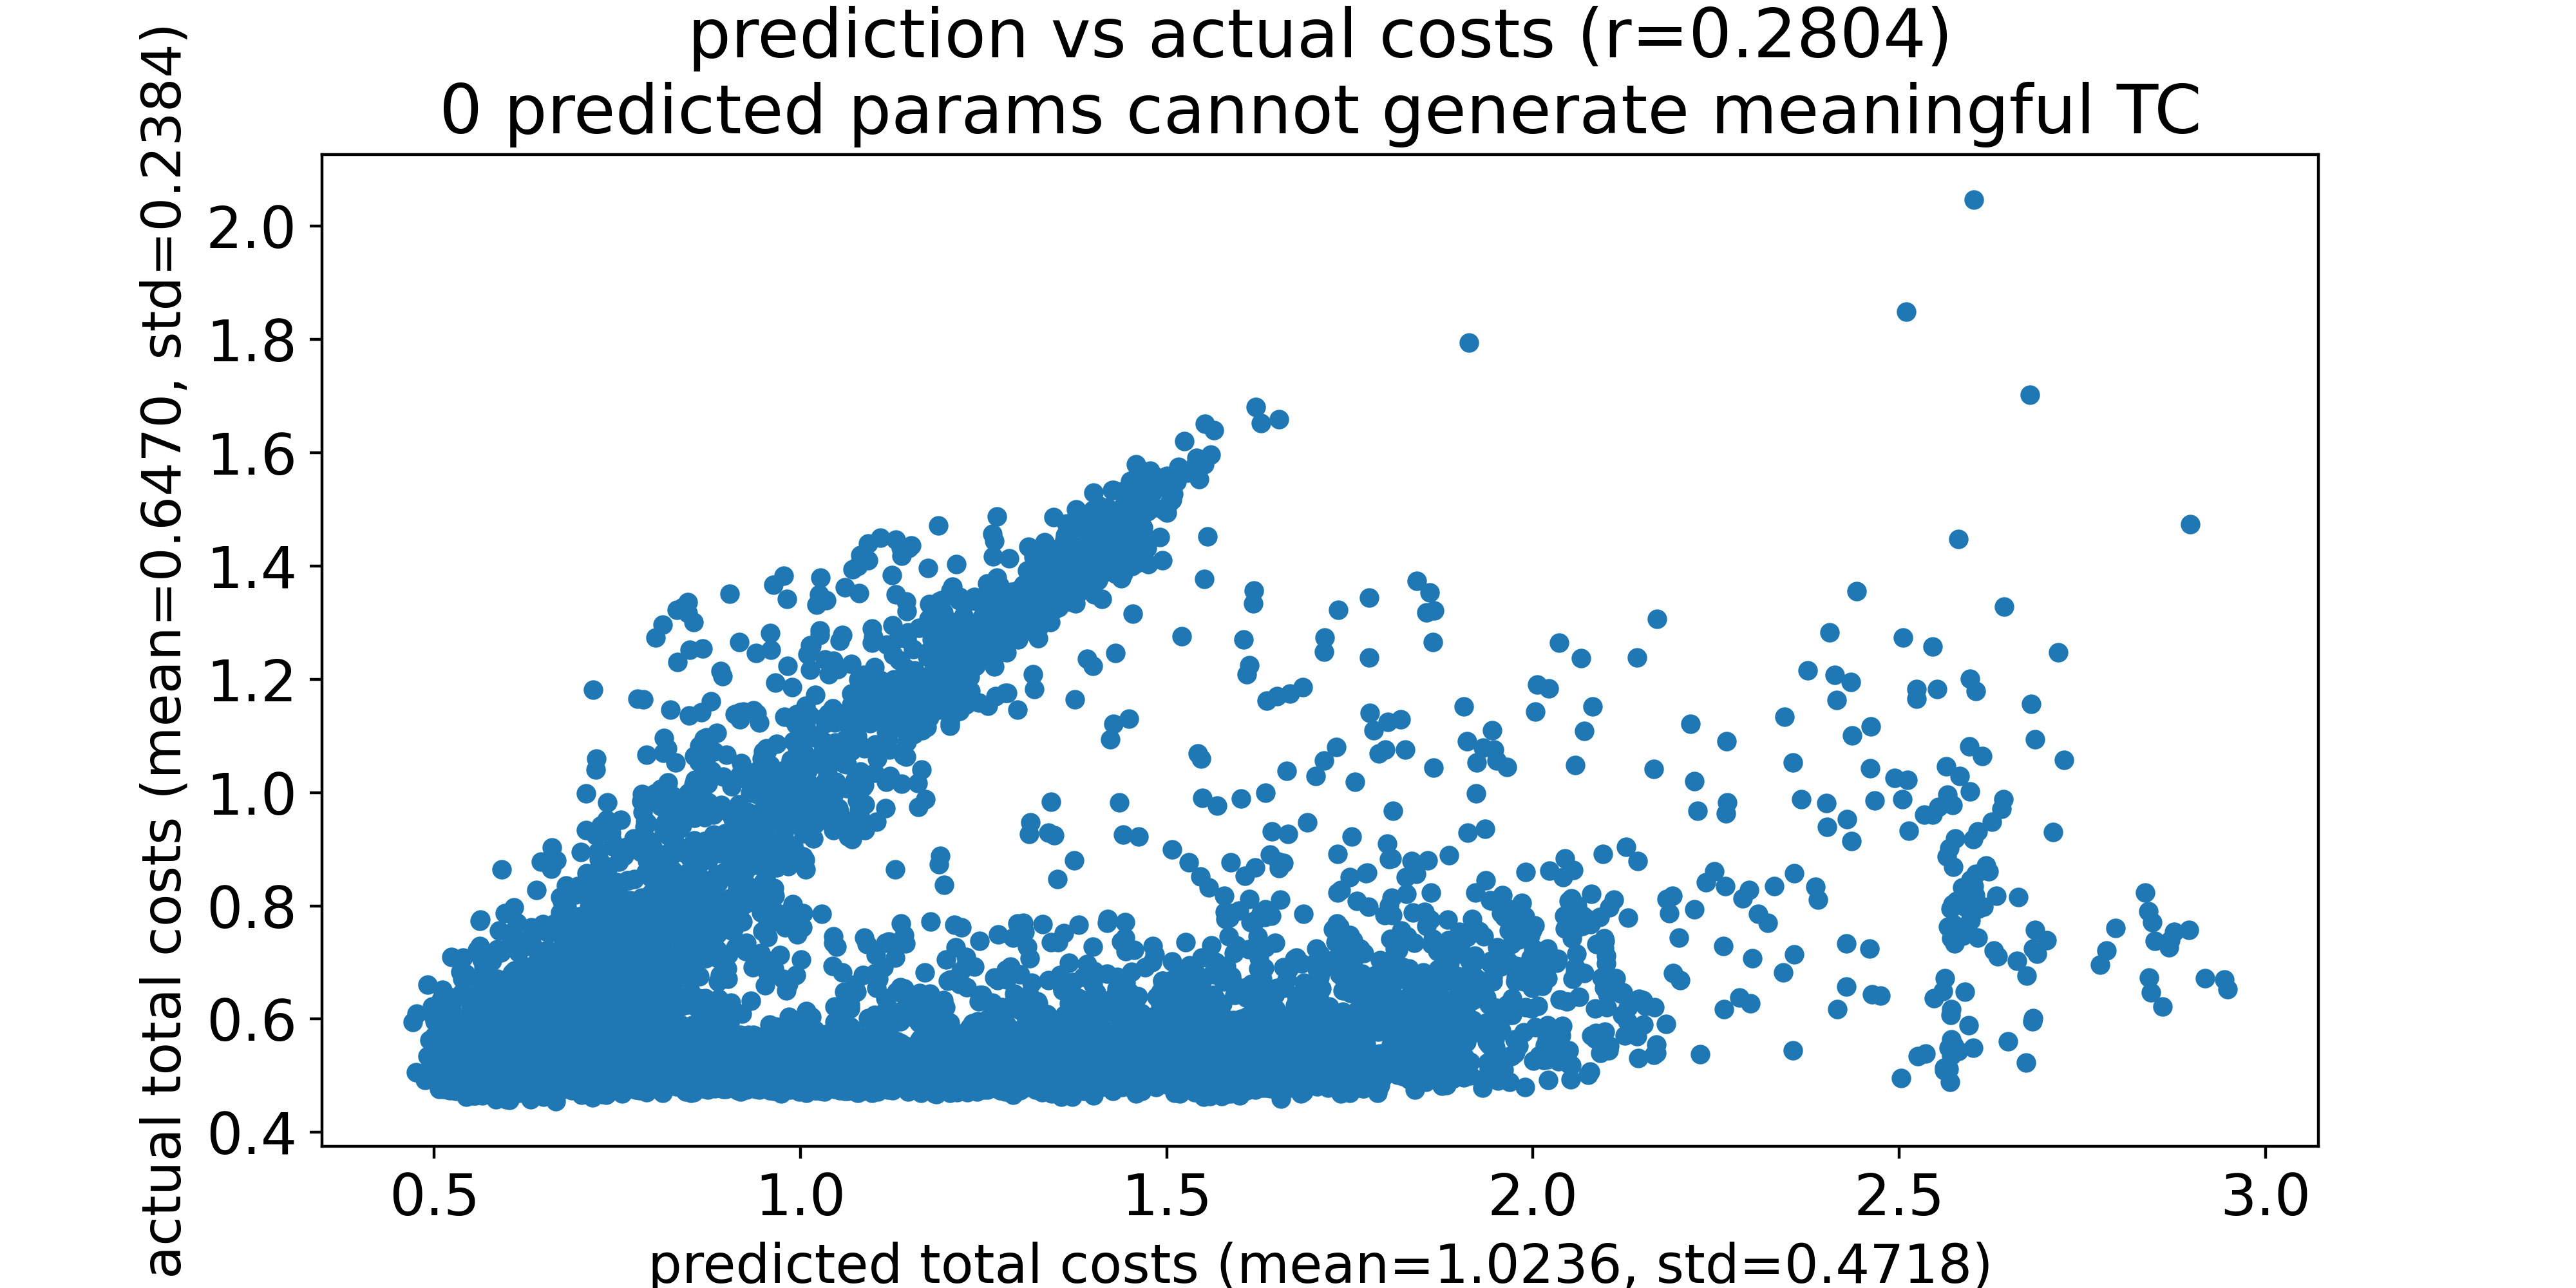 prediction vs actual costs (r=0.2804)
0 predicted params cannot generate meaningful TC
actual total costs (mean=0.6470, std=0.2384)
2.0
1.8
1.6
1.4
1.2
1.0
0.8
0.6
0.4
0.5 1.0 1.5 2.0 2.5 3.0
predicted total costs (mean=1.0236, std=0.4718)